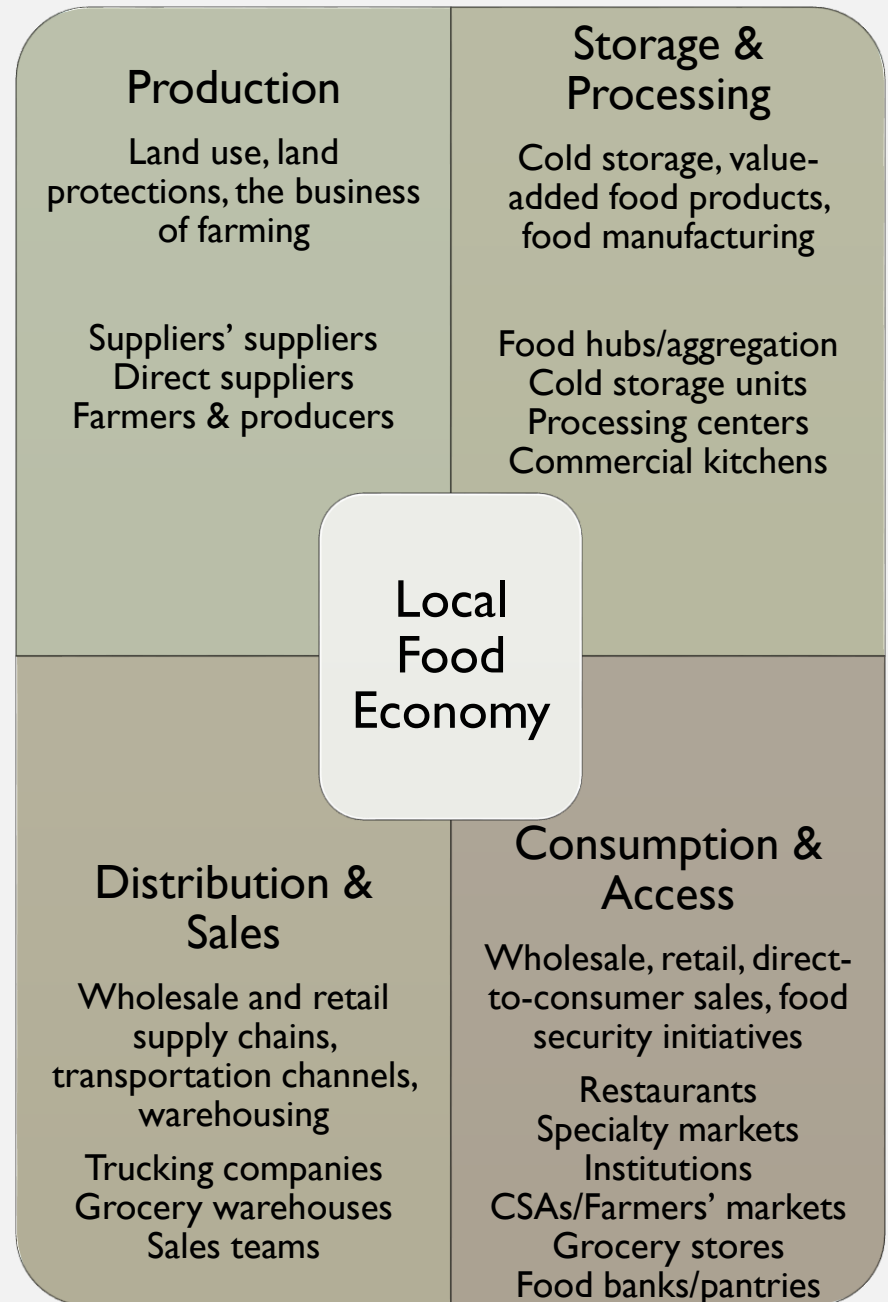 Production
Land use, land
protections, the business
of farming
Suppliers’ suppliers
Direct suppliers
Farmers & producers
Storage &
Processing
Cold storage, value-
added food products,
food manufacturing
Food hubs/aggregation
Cold storage units
Processing centers
Commercial kitchens
Local
Food
Economy
Distribution &
Sales
Wholesale and retail
supply chains,
transportation channels,
warehousing
Trucking companies
Grocery warehouses
Sales teams
Consumption &
Access
Wholesale, retail, direct-
to-consumer sales, food
security initiatives
Restaurants
Specialty markets
Institutions
CSAs/Farmers’ markets
Grocery stores
Food banks/pantries